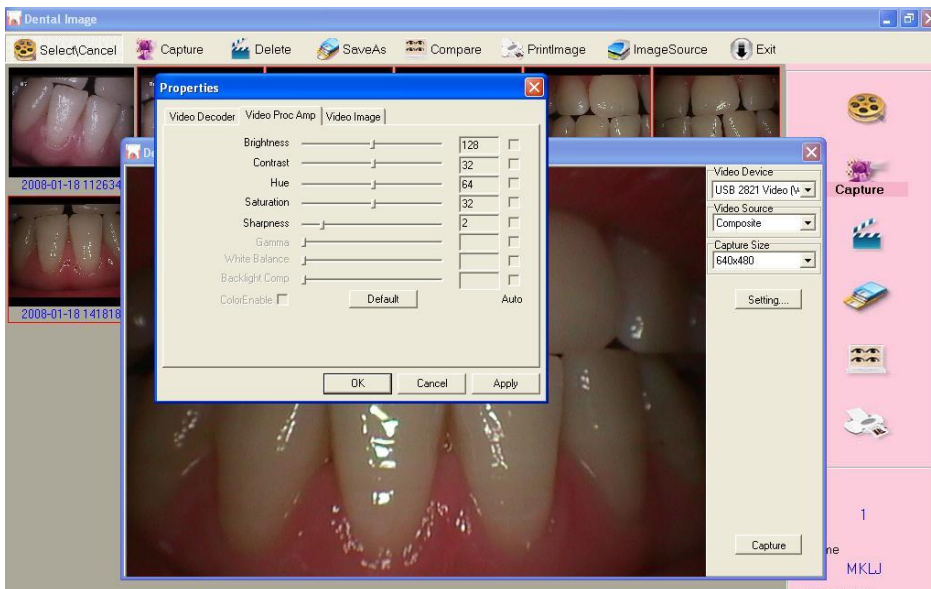 Dental Image
Select\Cancel Capture Delete SaveAs Compare PrintImage ImageSource Exit
Properties
Video Decoder Video Proc Amp Video Image
Brightness 128
Contrast 32
Hue 64
Saturation 32
Sharpness 2
Gamma
White Balance
Backlight Comp
ColorEnable Default Auto
OK Cancel Apply
2008-01-18 112634
2008-01-18 141818
Video Device
USB 2821 Video
Video Source
Composite
Capture Size
640x480
Setting....
Capture
Capture
1
MKLJ